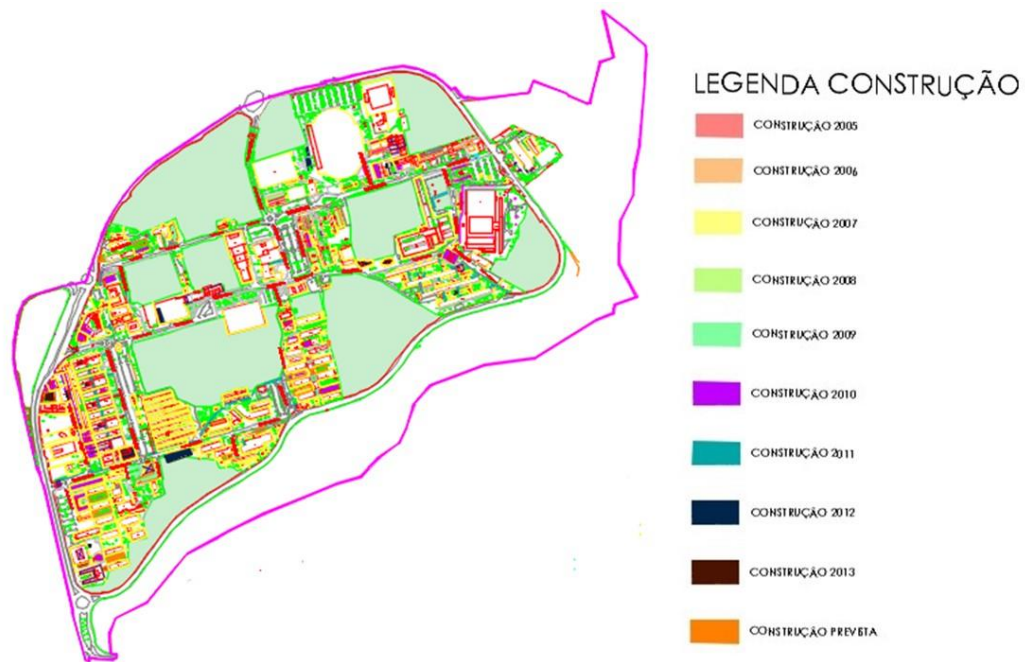 LEGENDA CONSTRUÇÃO
CONSTRUÇÃO 2005
CONSTRUÇÃO 2006
CONSTRUÇÃO 2007
CONSTRUÇÃO 2008
CONSTRUÇÃO 2009
CONSTRUÇÃO 2010
CONSTRUÇÃO 2011
CONSTRUÇÃO 2012
CONSTRUÇÃO 2013
CONSTRUÇÃO PREVISTA